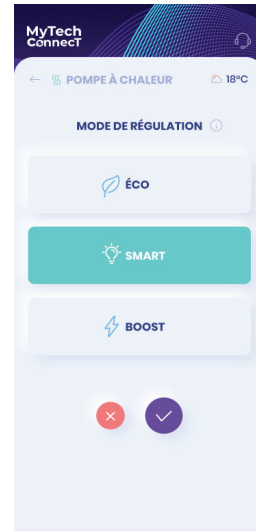 MyTech
ConnecT
POMPE À CHALEUR 18°C
MODE DE RÉGULATION
ÉCO
SMART
BOOST